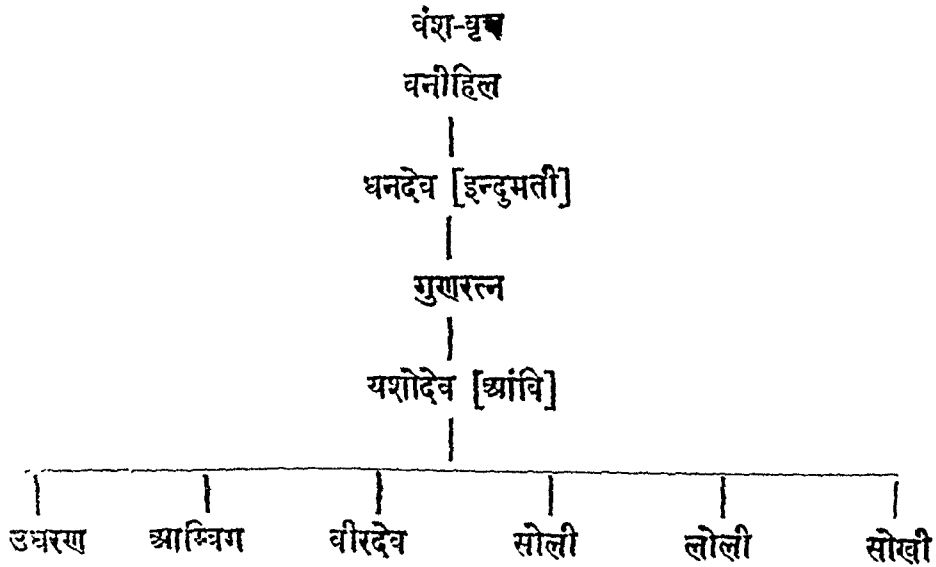 वंश-वृक्ष
वनीहिल
धनदेव [इन्दुमती]
गुणरत्न
यशोदेव [आंवि]
उधरण आम्विग वीरदेव सोली लोली सोखी